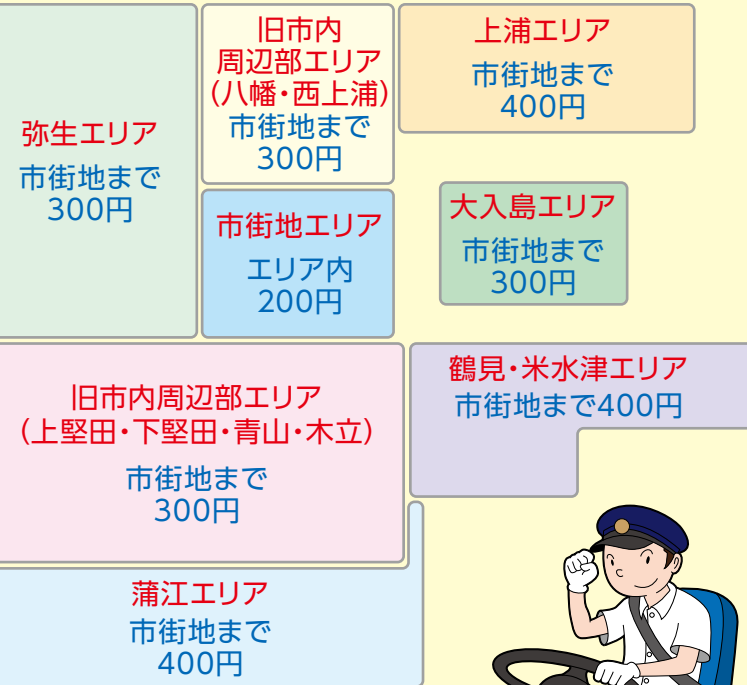 弥生エリア
市街地まで
300円
旧市内
周辺部エリア
(八幡・西上浦)
市街地まで
300円
上浦エリア
市街地まで
400円
市街地エリア
エリア内
200円
大入島エリア
市街地まで
300円
旧市内周辺部エリア
(上堅田・下堅田・青山・木立)
市街地まで
300円
鶴見・米水津エリア
市街地まで400円
蒲江エリア
市街地まで
400円